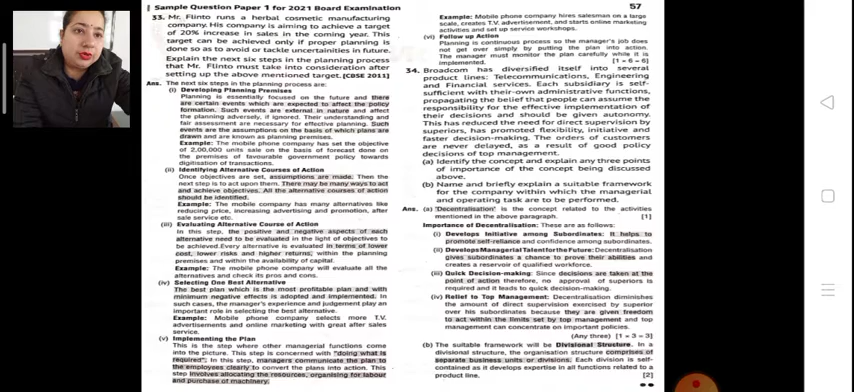 Sample Question Paper 1 for 2021 Board Examination
33. Mr. Flinto runs a herbal cosmetic manufacturing
company. His company is aiming to achieve a target
of 20% increase in sales in the coming year. This
target can be achieved only if proper planning is
done so as to avoid or tackle uncertainties in future.
Explain the next six steps in the planning process
that Mr. Flinto must take into consideration after
setting up the above mentioned target. [CBSE 2011]
Ans. The next six steps in the planning process are:
(i) Developing Planning Premises
Planning is essentially focused on the future and there
are certain events which are expected to affect the policy
formation. Such events are external in nature and affect
the planning adversely, if ignored. Their understanding and
fair assessment are necessary for effective planning. Such
events are the assumptions on the basis of which plans are
drawn and are known as planning premises.
Example: The mobile phone company has set the objective
of 2,00,000 units sale on the basis of forecast done on
the premises of favourable government policy towards
digitisation of transactions.
(ii) Identifying Alternative Courses of Action
Once objectives are set, assumptions are made. Then the
next step is to act upon them. There may be many ways to act
and achieve objectives. All the alternative courses of action
should be identified.
Example: The mobile company has many alternatives like
reducing price, increasing advertising and promotion, after
sale service etc.
(iii) Evaluating Alternative Course of Action
In this step, the positive and negative aspects of each
alternative need to be evaluated in the light of objectives to
be achieved. Every alternative is evaluated in terms of lower
cost, lower risks and higher returns; within the planning
premises and within the availability of capital.
Example: The mobile phone company will evaluate all the
alternatives and check its pros and cons.
(iv) Selecting One Best Alternative
The best plan which is the most profitable plan and with
minimum negative effects is adopted and implemented. In
such cases, the manager's experience and judgement play an
important role in selecting the best alternative.
Example: Mobile phone company selects more T.V.
advertisements and online marketing with great after sales
service.
(v) Implementing the Plan
This is the step where other managerial functions come
into the picture. This step is concerned with "doing what is
required". In this step, managers communicate the plan to
the employees clearly to convert the plans into action. This
step involves allocating the resources, organising for labour
and purchase of machinery.
57
Example: Mobile phone company hires salesman on a large
scale, creates T.V. advertisement, and starts online marketing
activities and set up service workshops.
(vi) Follow up Action
Planning is continuous process so the manager's job does
not get over simply by putting the plan into action.
The manager must monitor the plan carefully while it is
implemented. [1 × 6 = 6]
34. Broadcom has diversified itself into several
product lines: Telecommunications, Engineering
and Financial services. Each subsidiary is self-
sufficient with their-own administrative functions,
propagating the belief that people can assume the
responsibility for the effective implementation of
their decisions and should be given autonomy.
This has reduced the need for direct supervision by
superiors, has promoted flexibility, initiative and
faster decision-making. The orders of customers
are never delayed, as a result of good policy
decisions of top management.
(a) Identify the concept and explain any three points
of importance of the concept being discussed
above.
(b) Name and briefly explain a suitable framework
for the company within which the managerial
and operating task are to be performed.
Ans. (a) 'Decentralisation' is the concept related to the activities
mentioned in the above paragraph. [1]
Importance of Decentralisation: These are as follows:
(i) Develops Initiative among Subordinates: It helps to
promote self-reliance and confidence among subordinates.
(ii) Develops Managerial Talent for the Future: Decentralisation
gives subordinates a chance to prove their abilities and
creates a reservoir of qualified workforce.
(iii) Quick Decision-making: Since decisions are taken at the
point of action therefore, no approval of superiors is
required and it leads to quick decision-making.
(iv) Relief to Top Management: Decentralisation diminishes
the amount of direct supervision exercised by superior
over his subordinates because they are given freedom
to act within the limits set by top management and top
management can concentrate on important policies.
(Any three) [1 × 3 = 3]
(b) The suitable framework will be Divisional Structure. In a
divisional structure, the organisation structure comprises of
separate business units or divisions. Each division is self-
contained as it develops expertise in all functions related to a
product line. [2]